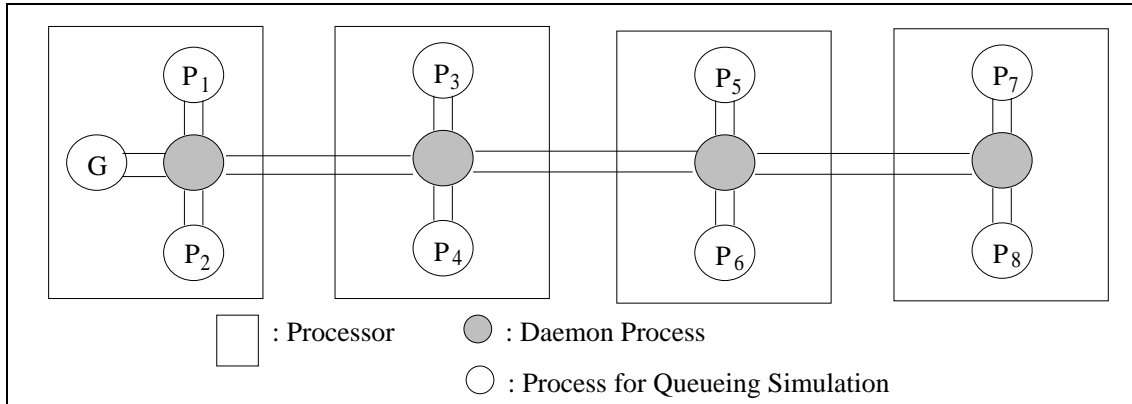 P1
P3
P5
P7
G
P2
P4
P6
P8
: Processor
: Daemon Process
: Process for Queueing Simulation